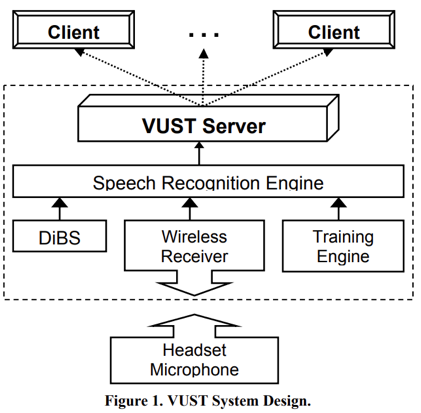 Client
...
Client
VUST Server
Speech Recognition Engine
DiBS
Wireless
Receiver
Training
Engine
Headset
Microphone
Figure 1. VUST System Design.